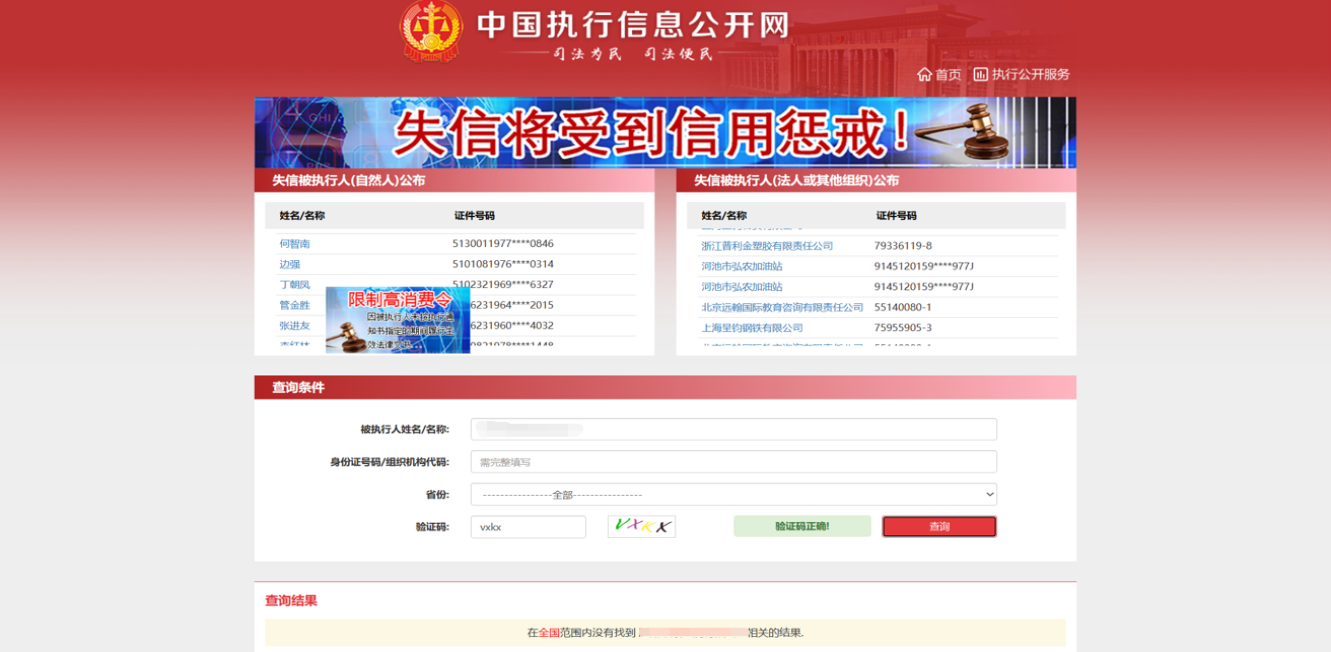 中国执行信息公开网
司法为民 司法便民
首页 执行公开服务
失信将受到信用惩戒!
失信被执行人(自然人)公布
姓名/名称 证件号码
何智南 5130011977****0846
边强 5101081976****0314
丁朝凤 5102321969****6327
管金胜 6231964****2015
张进友 6231960****4032
限制高消费令
失信被执行人(法人或其他组织)公布
姓名/名称 证件号码
浙江普利金塑胶有限责任公司 79336119-8
河池市弘农加油站 9145120159****977J
河池市弘农加油站 9145120159****977J
北京远翰国际教育咨询有限责任公司 55140080-1
上海呈钧钢铁有限公司 75955905-3
查询条件
被执行人姓名/名称:
身份证号码/组织机构代码: 需完整填写
省份: ----------------全部----------------
验证码: vxkx VXKX 验证码正确! 查询
查询结果
在全国范围内没有找到 相关的结果.